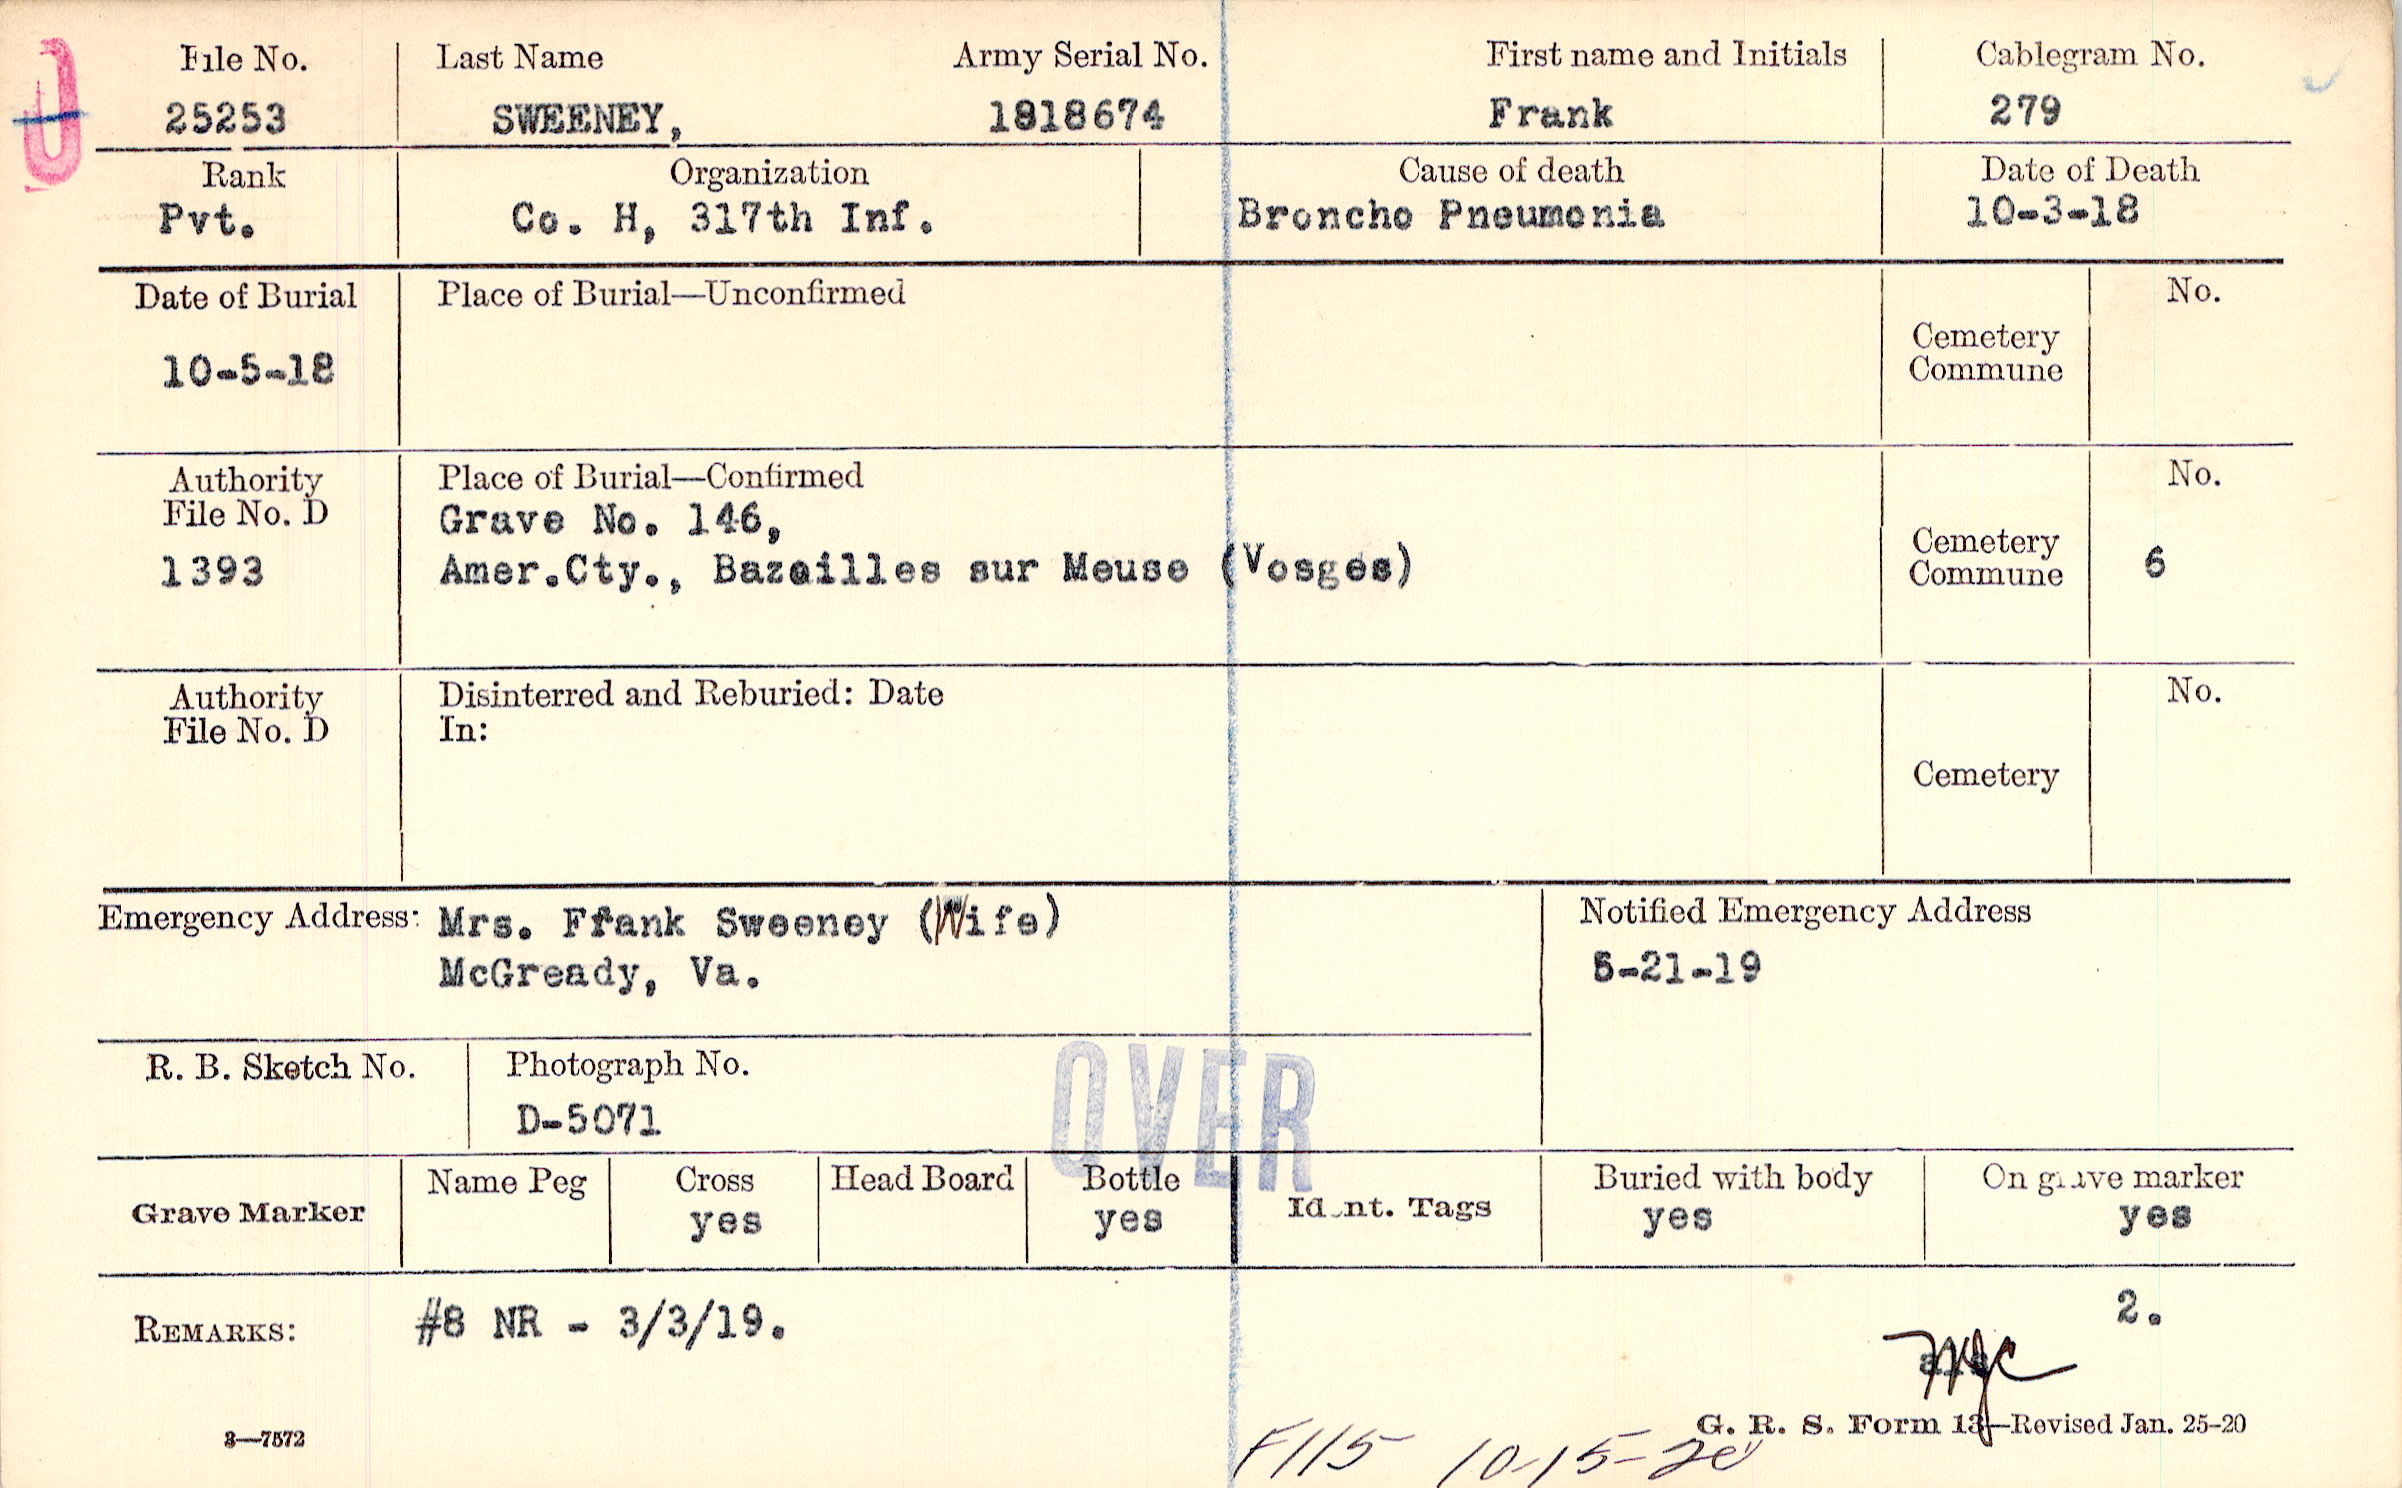 File No. Last Name Army Serial No. First name and Initials Cablegram No.
25253 SWEENEY, 1818674 Frank 279
Rank Organization Cause of death Date of Death
Pvt. Co. H, 317th Inf. Broncho Pneumonia 10-3-18
Date of Burial Place of Burial—Unconfirmed No.
Cemetery
Commune
10-5-18
Authority Place of Burial—Confirmed No.
File No. D Grave No. 146,
Cemetery
1393 Amer.Cty., Bazoilles sur Meuse (Vosges) Commune 6
Authority Disinterred and Reburied: Date No.
File No. D In:
Cemetery
Emergency Address: Mrs. Frank Sweeney (Wife) Notified Emergency Address
McGready, Va. 5-21-19
R. B. Sketch No. Photograph No.
D-5071
OVER
Grave Marker Name Peg Cross Head Board Bottle Ident. Tags Buried with body On grave marker
yes yes yes yes
REMARKS: #8 NR - 3/3/19. 2.
3—7572 G. R. S. Form 13—Revised Jan. 25-20
F115 10-15-20